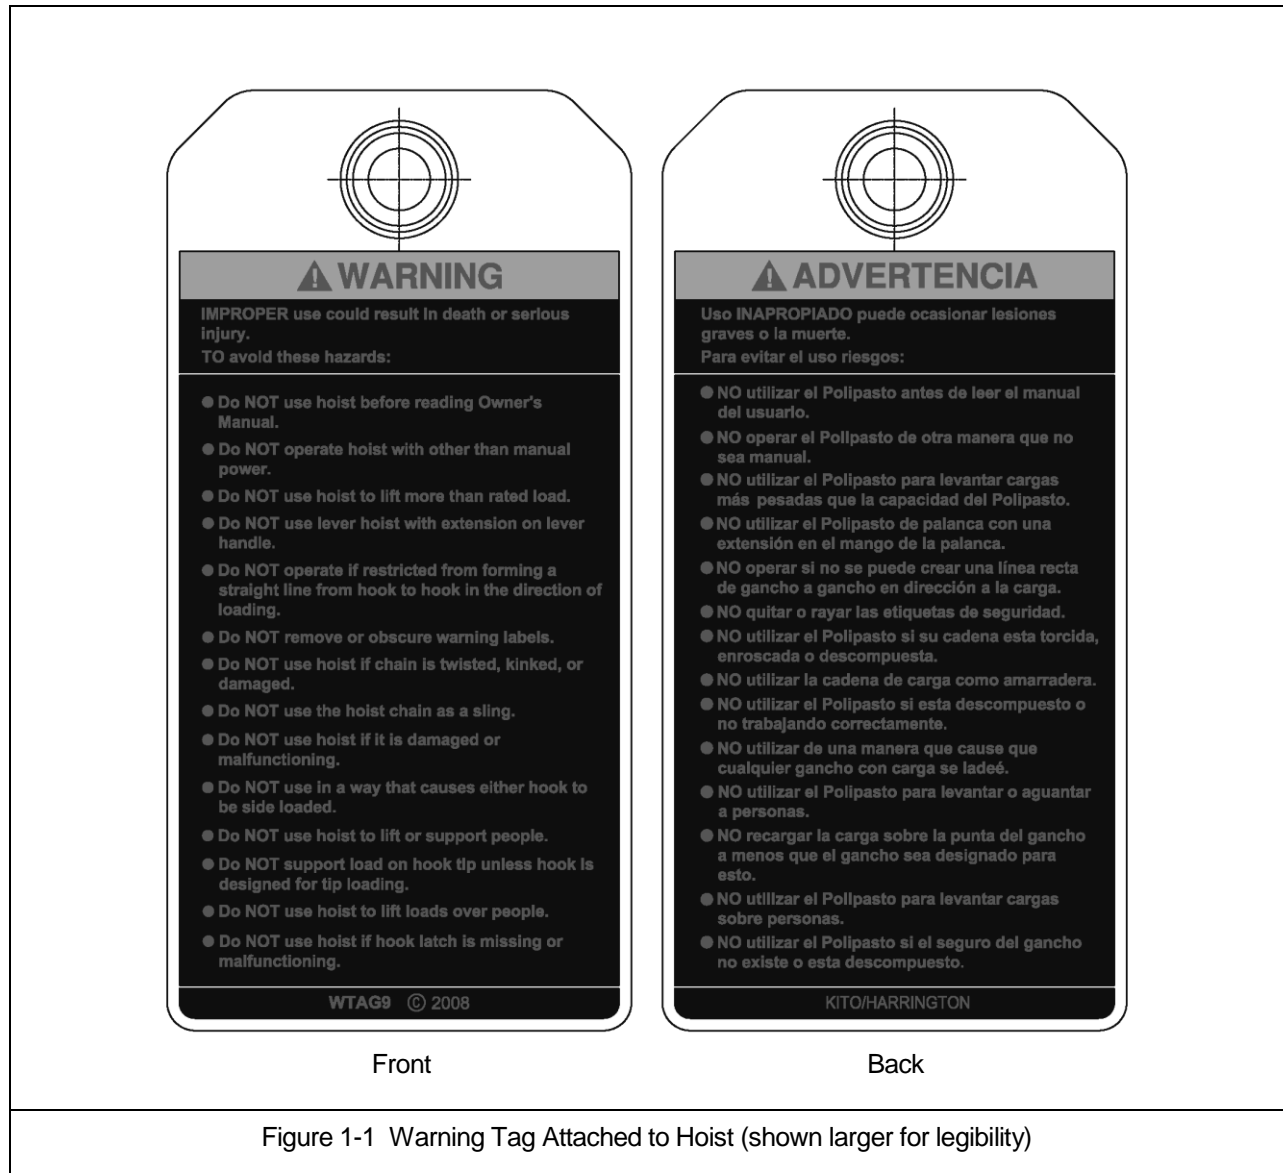 ⚠ WARNING
IMPROPER use could result in death or serious
injury.
TO avoid these hazards:
● Do NOT use hoist before reading Owner's
Manual.
● Do NOT operate hoist with other than manual
power.
● Do NOT use hoist to lift more than rated load.
● Do NOT use lever hoist with extension on lever
handle.
● Do NOT operate if restricted from forming a
straight line from hook to hook in the direction of
loading.
● Do NOT remove or obscure warning labels.
● Do NOT use hoist if chain is twisted, kinked, or
damaged.
● Do NOT use the hoist chain as a sling.
● Do NOT use hoist if it is damaged or
malfunctioning.
● Do NOT use in a way that causes either hook to
be side loaded.
● Do NOT use hoist to lift or support people.
● Do NOT support load on hook tip unless hook is
designed for tip loading.
● Do NOT use hoist to lift loads over people.
● Do NOT use hoist if hook latch is missing or
malfunctioning.
WTAG9 © 2008
Front
⚠ ADVERTENCIA
Uso INAPROPIADO puede ocasionar lesiones
graves o la muerte.
Para evitar el uso riesgos:
● NO utilizar el Polipasto antes de leer el manual
del usuario.
● NO operar el Polipasto de otra manera que no
sea manual.
● NO utilizar el Polipasto para levantar cargas
más pesadas que la capacidad del Polipasto.
● NO utilizar el Polipasto de palanca con una
extensión en el mango de la palanca.
● NO operar si no se puede crear una línea recta
de gancho a gancho en dirección a la carga.
● NO quitar o rayar las etiquetas de seguridad.
● NO utilizar el Polipasto si su cadena esta torcida,
enroscada o descompuesta.
● NO utilizar la cadena de carga como amarradera.
● NO utilizar el Polipasto si esta descompuesto o
no trabajando correctamente.
● NO utilizar de una manera que cause que
cualquier gancho con carga se ladeé.
● NO utilizar el Polipasto para levantar o aguantar
a personas.
● NO recargar la carga sobre la punta del gancho
a menos que el gancho sea designado para
esto.
● NO utilizar el Polipasto para levantar cargas
sobre personas.
● NO utilizar el Polipasto si el seguro del gancho
no existe o esta descompuesto.
KITO/HARRINGTON
Back
Figure 1-1 Warning Tag Attached to Hoist (shown larger for legibility)